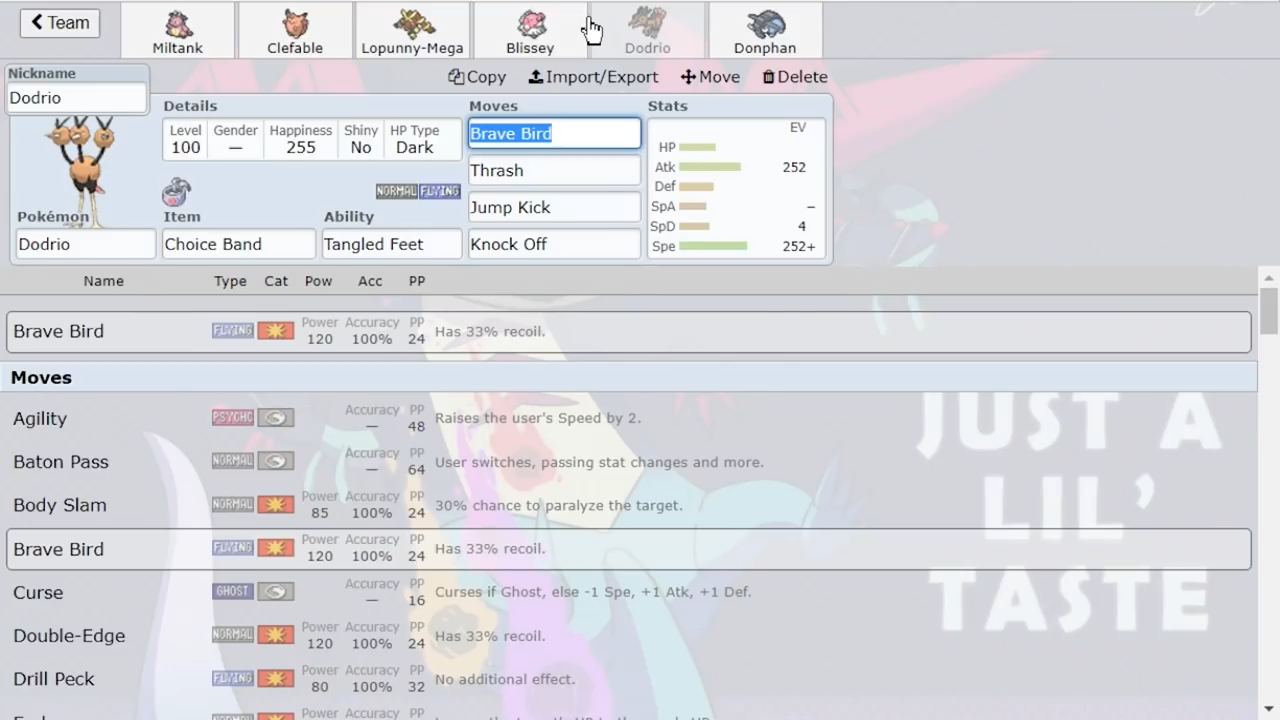 Team
Miltank
Clefable
Lopunny-Mega
Blissey
Dodrio
Donphan
Nickname
Dodrio
Copy
Import/Export
Move
Delete
Details
Moves
Stats
Level
100
Gender
—
Happiness
255
Shiny
No
HP Type
Dark
Brave Bird
Thrash
Jump Kick
Knock Off
EV
HP
Atk 252
Def
SpA –
SpD 4
Spe 252+
NORMAL FLYING
Pokémon
Dodrio
Item
Choice Band
Ability
Tangled Feet
Name Type Cat Pow Acc PP
Brave Bird FLYING Power 120 Accuracy 100% PP 24 Has 33% recoil.
Moves
Agility PSYCHC Accuracy — PP 48 Raises the user's Speed by 2.
Baton Pass NORMAL Accuracy — PP 64 User switches, passing stat changes and more.
Body Slam NORMAL Power 85 Accuracy 100% PP 24 30% chance to paralyze the target.
Brave Bird FLYING Power 120 Accuracy 100% PP 24 Has 33% recoil.
Curse GHOST Accuracy — PP 16 Curses if Ghost, else -1 Spe, +1 Atk, +1 Def.
Double-Edge NORMAL Power 120 Accuracy 100% PP 24 Has 33% recoil.
Drill Peck FLYING Power 80 Accuracy 100% PP 32 No additional effect.
Power Accuracy PP
JUST A
LIL'
TASTE